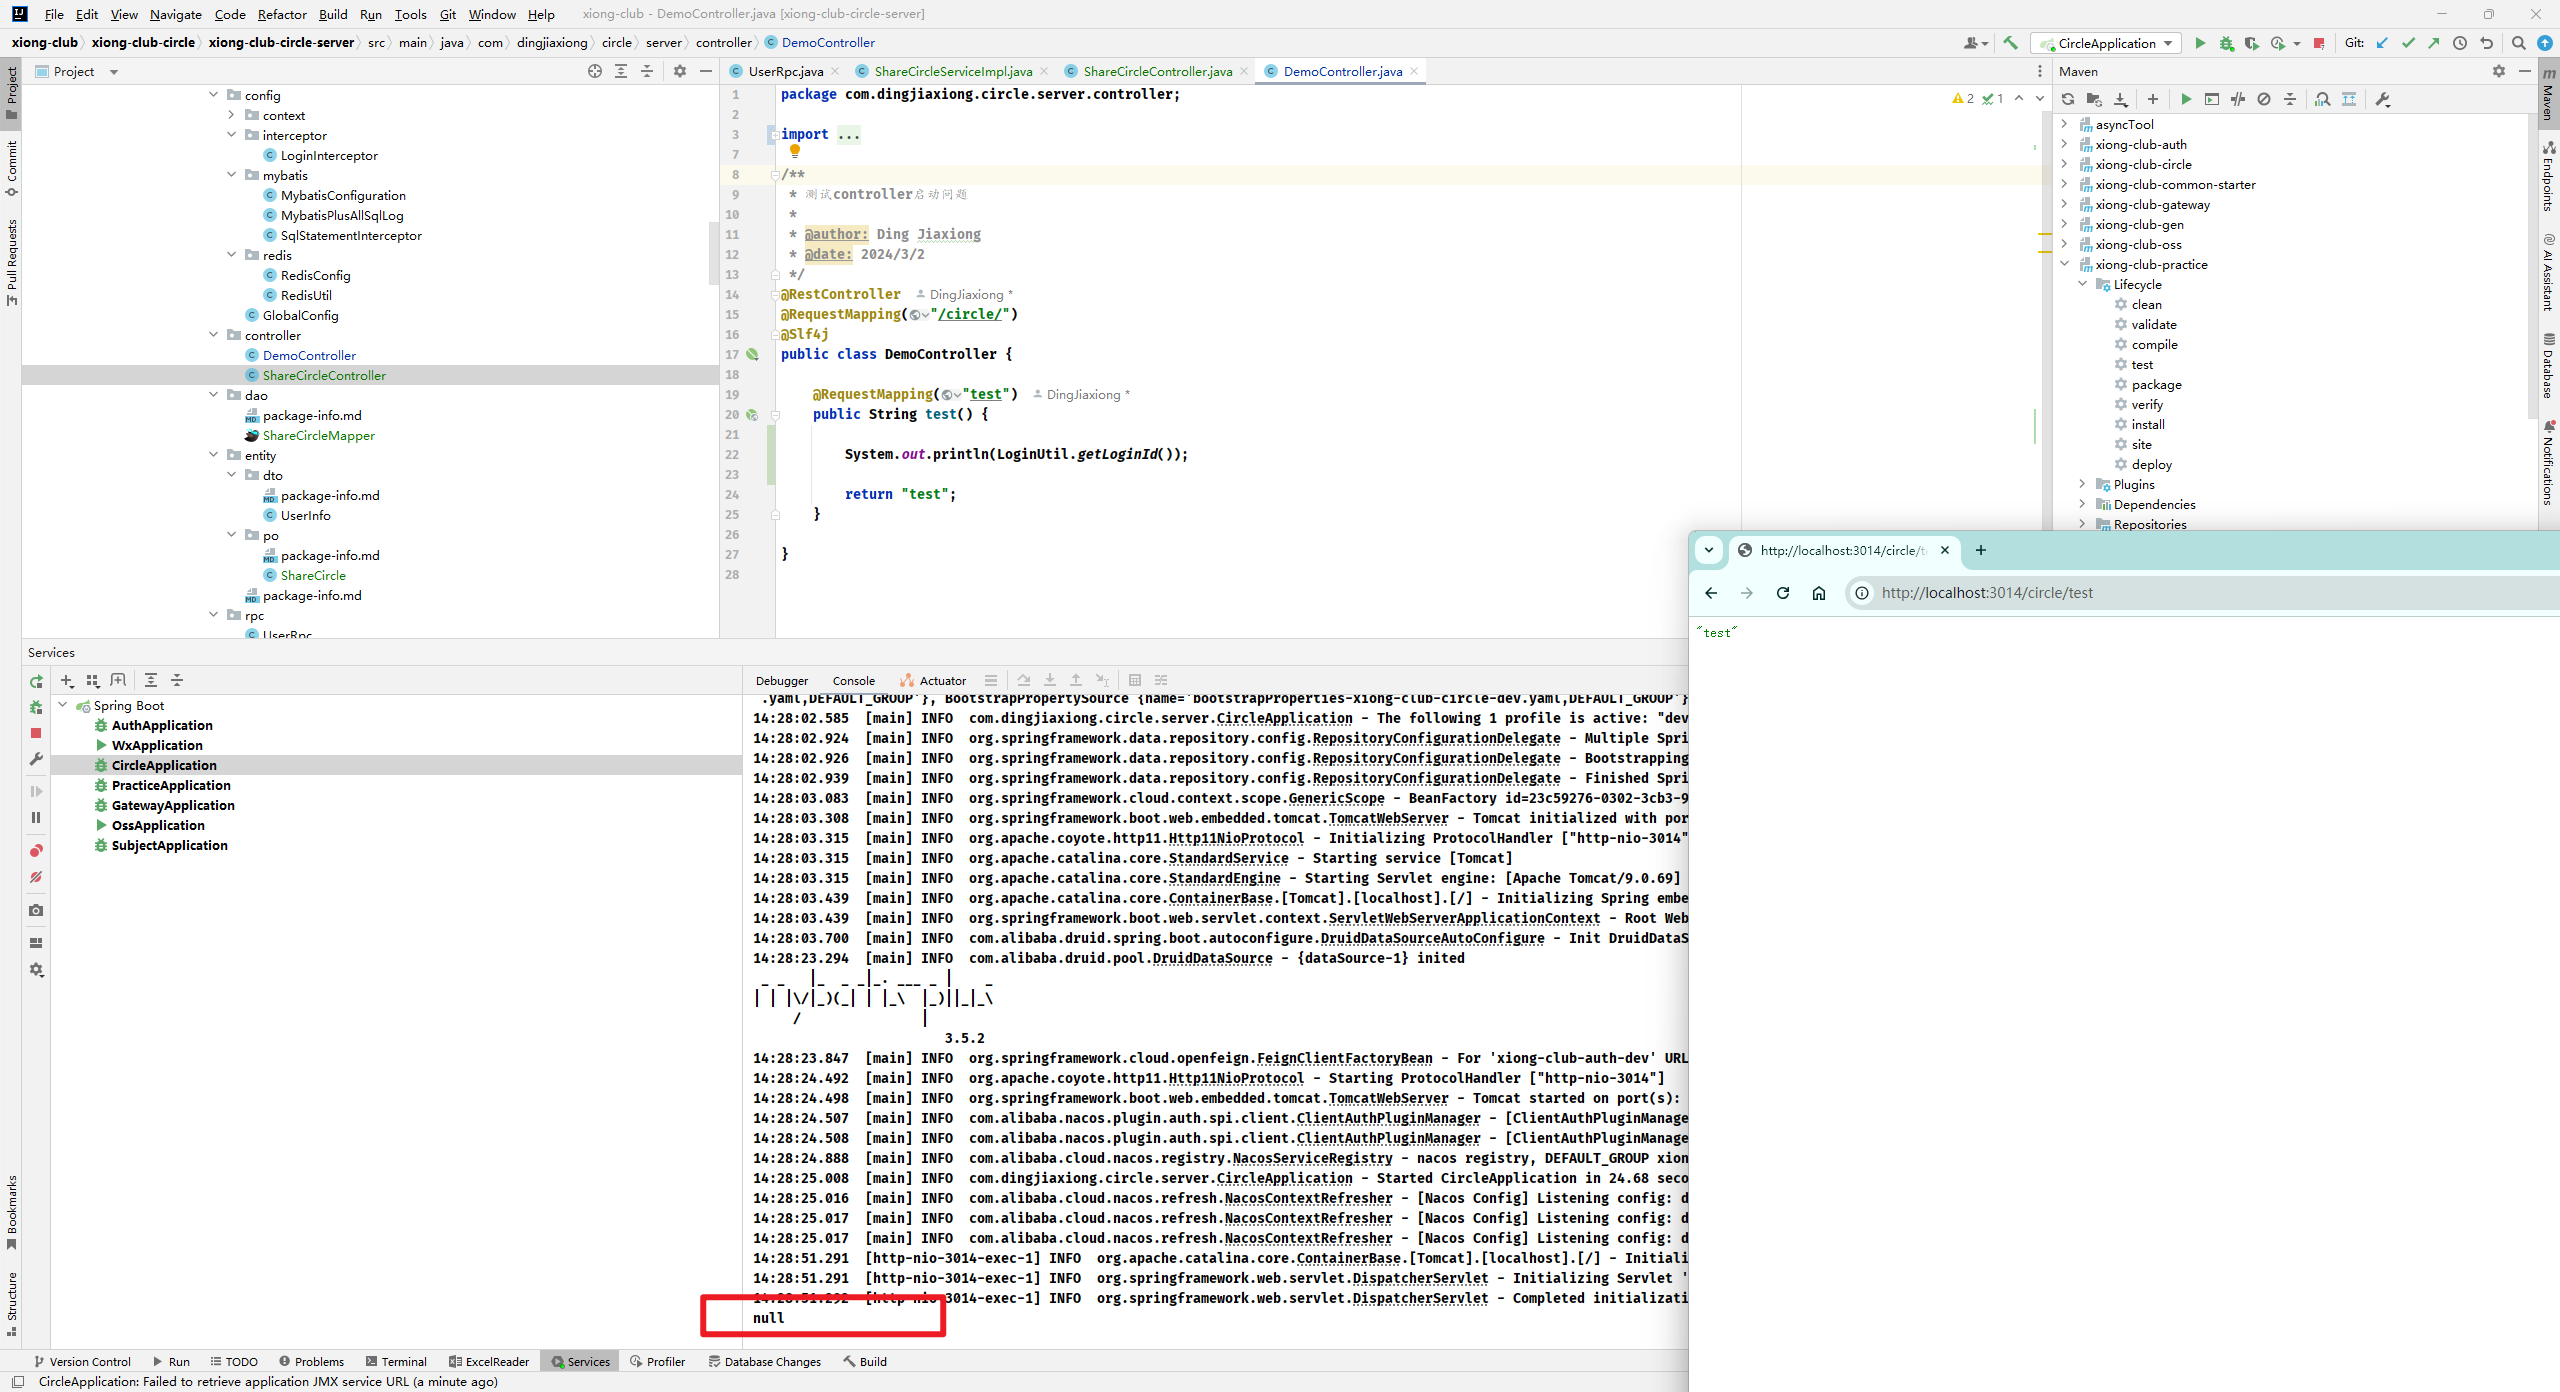 File Edit View Navigate Code Refactor Build Run Tools Git Window Help xiong-club - DemoController.java [xiong-club-circle-server]
xiong-club xiong-club-circle xiong-club-circle-server src main java com dingjiaxiong circle server controller DemoController
CircleApplication
Git:
Project
Project
Commit
Pull Requests
Bookmarks
Structure
config
context
interceptor
LoginInterceptor
mybatis
MybatisConfiguration
MybatisPlusAllSqlLog
SqlStatementInterceptor
redis
RedisConfig
RedisUtil
GlobalConfig
controller
DemoController
ShareCircleController
dao
package-info.md
ShareCircleMapper
entity
dto
package-info.md
UserInfo
po
package-info.md
ShareCircle
package-info.md
rpc
UserRpc
UserRpc.java ShareCircleServiceImpl.java ShareCircleController.java DemoController.java
2 1
1 package com.dingjiaxiong.circle.server.controller;
2
3 import ...
7
8 /**
9 * 测试controller启动问题
10 *
11 * @author: Ding Jiaxiong
12 * @date: 2024/3/2
13 */
14 @RestController DingJiaxiong *
15 @RequestMapping("/circle/")
16 @Slf4j
17 public class DemoController {
18
19 @RequestMapping("test") DingJiaxiong *
20 public String test() {
21
22 System.out.println(LoginUtil.getLoginId());
23
24 return "test";
25 }
26
27 }
28
Maven
asyncTool
xiong-club-auth
xiong-club-circle
xiong-club-common-starter
xiong-club-gateway
xiong-club-gen
xiong-club-oss
xiong-club-practice
Lifecycle
clean
validate
compile
test
package
verify
install
site
deploy
Plugins
Dependencies
Repositories
Maven
Endpoints
AI Assistant
Database
Notifications
http://localhost:3014/circle/t
http://localhost:3014/circle/test
"test"
Services
Spring Boot
AuthApplication
WxApplication
CircleApplication
PracticeApplication
GatewayApplication
OssApplication
SubjectApplication
Debugger Console Actuator
.yaml,DEFAULT_GROUP'}, BootstrapPropertySource {name='bootstrapProperties-xiong-club-circle-dev.yaml,DEFAULT_GROUP'}
14:28:02.585 [main] INFO com.dingjiaxiong.circle.server.CircleApplication - The following 1 profile is active: "dev
14:28:02.924 [main] INFO org.springframework.data.repository.config.RepositoryConfigurationDelegate - Multiple Spri
14:28:02.926 [main] INFO org.springframework.data.repository.config.RepositoryConfigurationDelegate - Bootstrapping
14:28:02.939 [main] INFO org.springframework.data.repository.config.RepositoryConfigurationDelegate - Finished Spri
14:28:03.083 [main] INFO org.springframework.cloud.context.scope.GenericScope - BeanFactory id=23c59276-0302-3cb3-9
14:28:03.308 [main] INFO org.springframework.boot.web.embedded.tomcat.TomcatWebServer - Tomcat initialized with por
14:28:03.315 [main] INFO org.apache.coyote.http11.Http11NioProtocol - Initializing ProtocolHandler ["http-nio-3014"
14:28:03.315 [main] INFO org.apache.catalina.core.StandardService - Starting service [Tomcat]
14:28:03.315 [main] INFO org.apache.catalina.core.StandardEngine - Starting Servlet engine: [Apache Tomcat/9.0.69]
14:28:03.439 [main] INFO org.apache.catalina.core.ContainerBase.[Tomcat].[localhost].[/] - Initializing Spring embe
14:28:03.439 [main] INFO org.springframework.boot.web.servlet.context.ServletWebServerApplicationContext - Root Web
14:28:03.700 [main] INFO com.alibaba.druid.spring.boot.autoconfigure.DruidDataSourceAutoConfigure - Init DruidDataS
14:28:23.294 [main] INFO com.alibaba.druid.pool.DruidDataSource - {dataSource-1} inited
3.5.2
14:28:23.847 [main] INFO org.springframework.cloud.openfeign.FeignClientFactoryBean - For 'xiong-club-auth-dev' URL
14:28:24.492 [main] INFO org.apache.coyote.http11.Http11NioProtocol - Starting ProtocolHandler ["http-nio-3014"]
14:28:24.498 [main] INFO org.springframework.boot.web.embedded.tomcat.TomcatWebServer - Tomcat started on port(s):
14:28:24.507 [main] INFO com.alibaba.nacos.plugin.auth.spi.client.ClientAuthPluginManager - [ClientAuthPluginManage
14:28:24.508 [main] INFO com.alibaba.nacos.plugin.auth.spi.client.ClientAuthPluginManager - [ClientAuthPluginManage
14:28:24.888 [main] INFO com.alibaba.cloud.nacos.registry.NacosServiceRegistry - nacos registry, DEFAULT_GROUP xion
14:28:25.008 [main] INFO com.dingjiaxiong.circle.server.CircleApplication - Started CircleApplication in 24.68 seco
14:28:25.016 [main] INFO com.alibaba.cloud.nacos.refresh.NacosContextRefresher - [Nacos Config] Listening config: d
14:28:25.017 [main] INFO com.alibaba.cloud.nacos.refresh.NacosContextRefresher - [Nacos Config] Listening config: d
14:28:25.017 [main] INFO com.alibaba.cloud.nacos.refresh.NacosContextRefresher - [Nacos Config] Listening config: d
14:28:51.291 [http-nio-3014-exec-1] INFO org.apache.catalina.core.ContainerBase.[Tomcat].[localhost].[/] - Initiali
14:28:51.291 [http-nio-3014-exec-1] INFO org.springframework.web.servlet.DispatcherServlet - Initializing Servlet '
14:28:51.292 [http-nio-3014-exec-1] INFO org.springframework.web.servlet.DispatcherServlet - Completed initializati
null
Version Control Run TODO Problems Terminal ExcelReader Services Profiler Database Changes Build
CircleApplication: Failed to retrieve application JMX service URL (a minute ago)